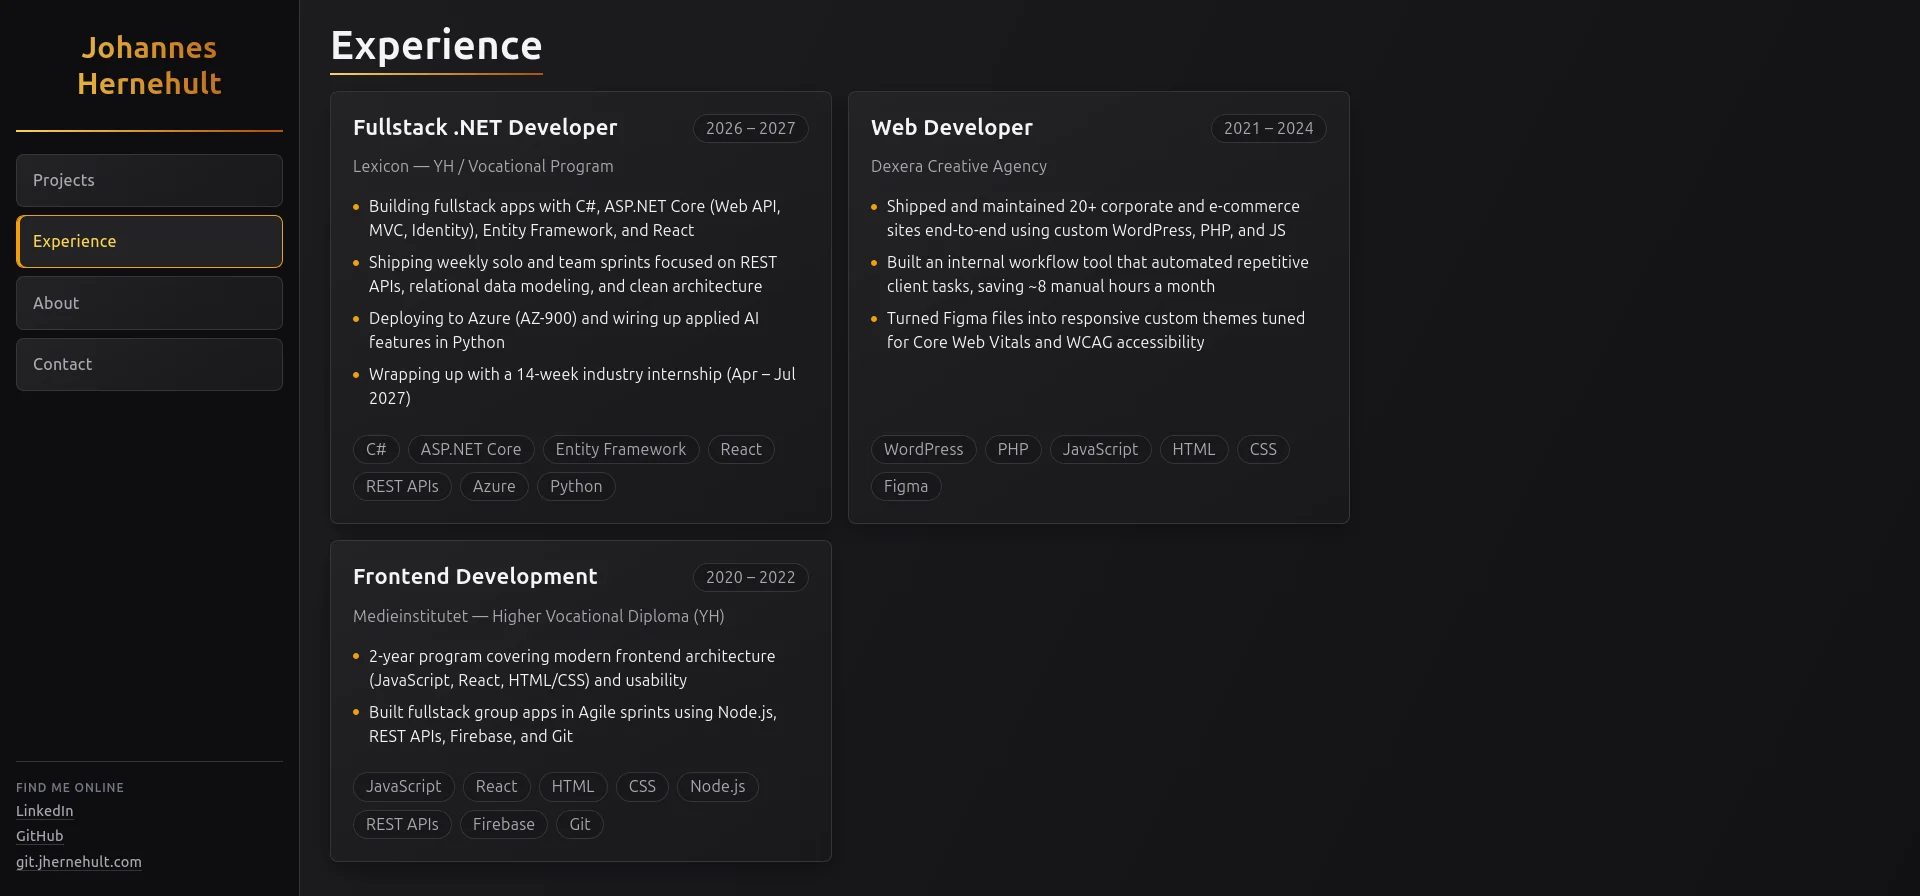 Johannes
Hernehult
Projects
Experience
About
Contact
FIND ME ONLINE
LinkedIn
GitHub
git.jhernehult.com
Experience
Fullstack .NET Developer
2026 – 2027
Lexicon — YH / Vocational Program
Building fullstack apps with C#, ASP.NET Core (Web API,
MVC, Identity), Entity Framework, and React
Shipping weekly solo and team sprints focused on REST
APIs, relational data modeling, and clean architecture
Deploying to Azure (AZ-900) and wiring up applied AI
features in Python
Wrapping up with a 14-week industry internship (Apr – Jul
2027)
C# ASP.NET Core Entity Framework React
REST APIs Azure Python
Web Developer
2021 – 2024
Dexera Creative Agency
Shipped and maintained 20+ corporate and e-commerce
sites end-to-end using custom WordPress, PHP, and JS
Built an internal workflow tool that automated repetitive
client tasks, saving ~8 manual hours a month
Turned Figma files into responsive custom themes tuned
for Core Web Vitals and WCAG accessibility
WordPress PHP JavaScript HTML CSS
Figma
Frontend Development
2020 – 2022
Medieinstitutet — Higher Vocational Diploma (YH)
2-year program covering modern frontend architecture
(JavaScript, React, HTML/CSS) and usability
Built fullstack group apps in Agile sprints using Node.js,
REST APIs, Firebase, and Git
JavaScript React HTML CSS Node.js
REST APIs Firebase Git